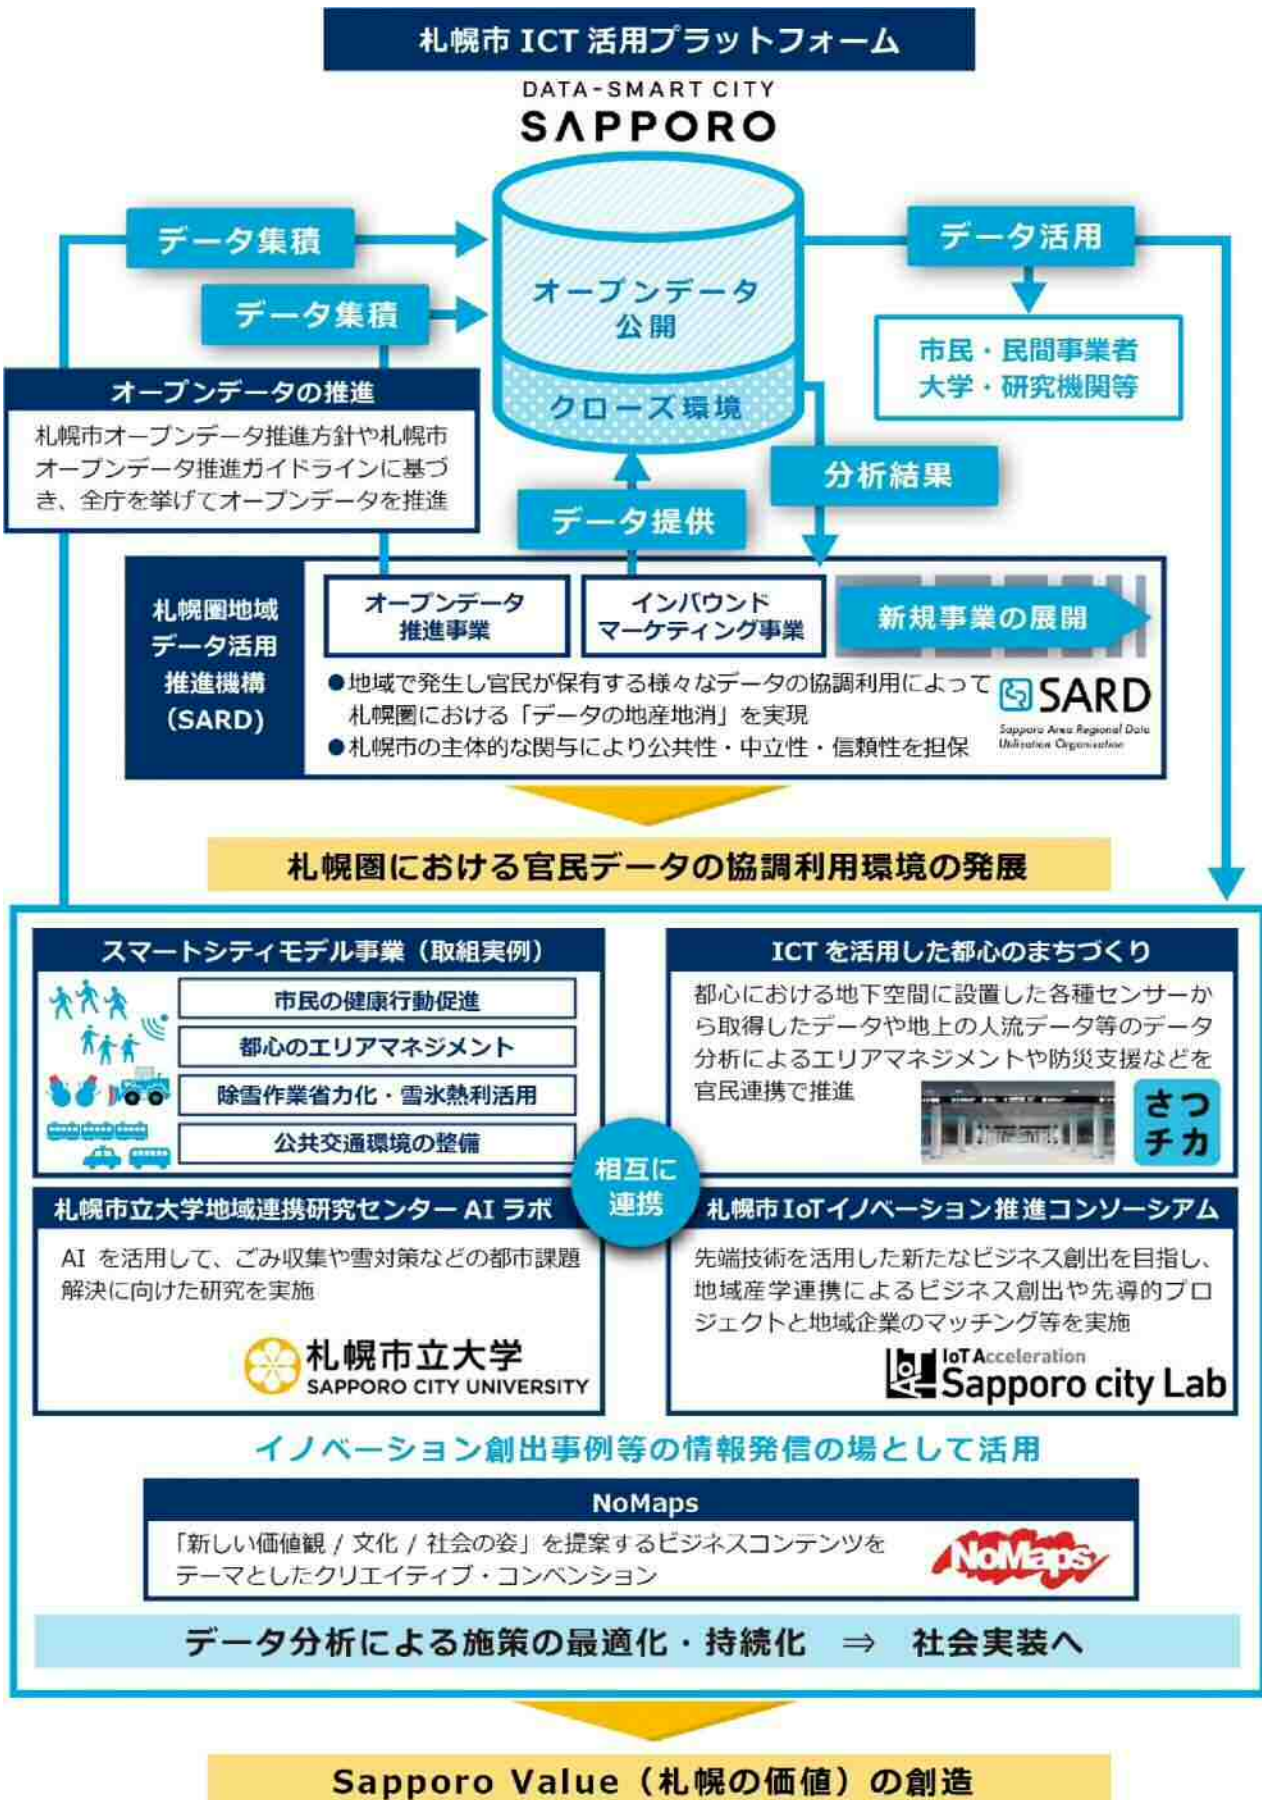 札幌市 ICT 活用プラットフォーム
DATA-SMART CITY
SAPPORO
データ集積
データ集積
オープンデータ
公開
クローズ環境
データ活用
市民・民間事業者
大学・研究機関等
オープンデータの推進
札幌市オープンデータ推進方針や札幌市
オープンデータ推進ガイドラインに基づ
き、全庁を挙げてオープンデータを推進
データ提供
分析結果
札幌圏地域
データ活用
推進機構
(SARD)
オープンデータ
推進事業
インバウンド
マーケティング事業
新規事業の展開
●地域で発生し官民が保有する様々なデータの協調利用によって
札幌圏における「データの地産地消」を実現
●札幌市の主体的な関与により公共性・中立性・信頼性を担保
SARD
Sapporo Area Regional Data
Utilisation Organisation
札幌圏における官民データの協調利用環境の発展
スマートシティモデル事業（取組実例）
市民の健康行動促進
都心のエリアマネジメント
除雪作業省力化・雪氷熱利活用
公共交通環境の整備
ICT を活用した都心のまちづくり
都心における地下空間に設置した各種センサーか
ら取得したデータや地上の人流データ等のデータ
分析によるエリアマネジメントや防災支援などを
官民連携で推進
さつ
チカ
相互に
連携
札幌市立大学地域連携研究センター AI ラボ
AI を活用して、ごみ収集や雪対策などの都市課題
解決に向けた研究を実施
札幌市立大学
SAPPORO CITY UNIVERSITY
札幌市 IoT イノベーション推進コンソーシアム
先端技術を活用した新たなビジネス創出を目指し、
地域産学連携によるビジネス創出や先導的プロ
ジェクトと地域企業のマッチング等を実施
IoT Acceleration
Sapporo city Lab
イノベーション創出事例等の情報発信の場として活用
NoMaps
「新しい価値観 / 文化 / 社会の姿」を提案するビジネスコンテンツを
テーマとしたクリエイティブ・コンベンション
NoMaps
データ分析による施策の最適化・持続化 ⇒ 社会実装へ
Sapporo Value（札幌の価値）の創造